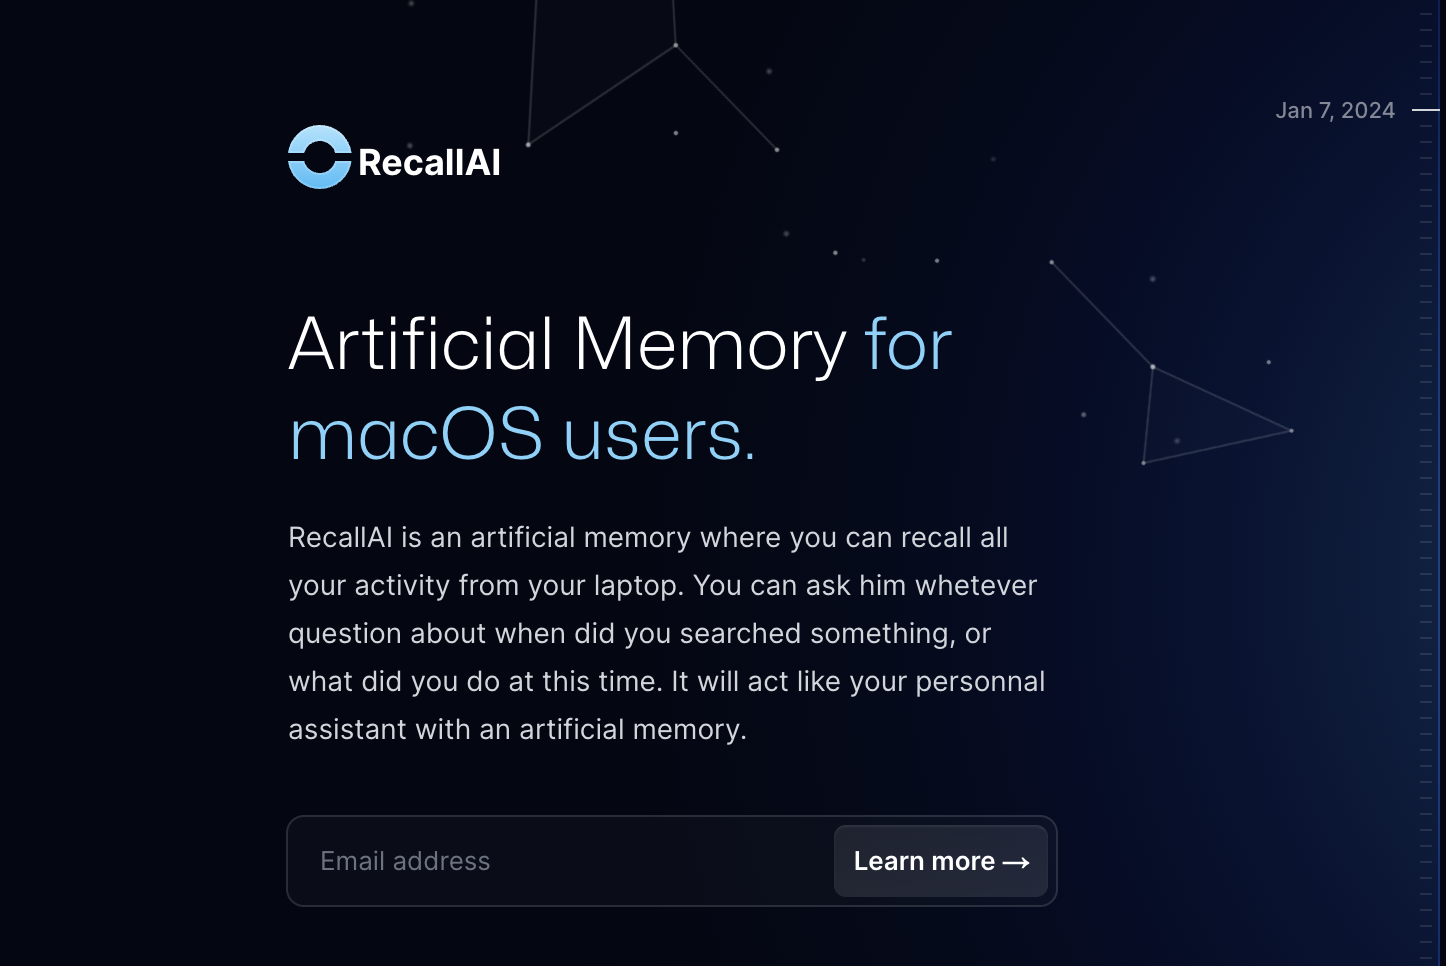 Jan 7, 2024
RecallAI
Artificial Memory for
macOS users.
RecallAI is an artificial memory where you can recall all
your activity from your laptop. You can ask him whetever
question about when did you searched something, or
what did you do at this time. It will act like your personnal
assistant with an artificial memory.
Email address
Learn more →